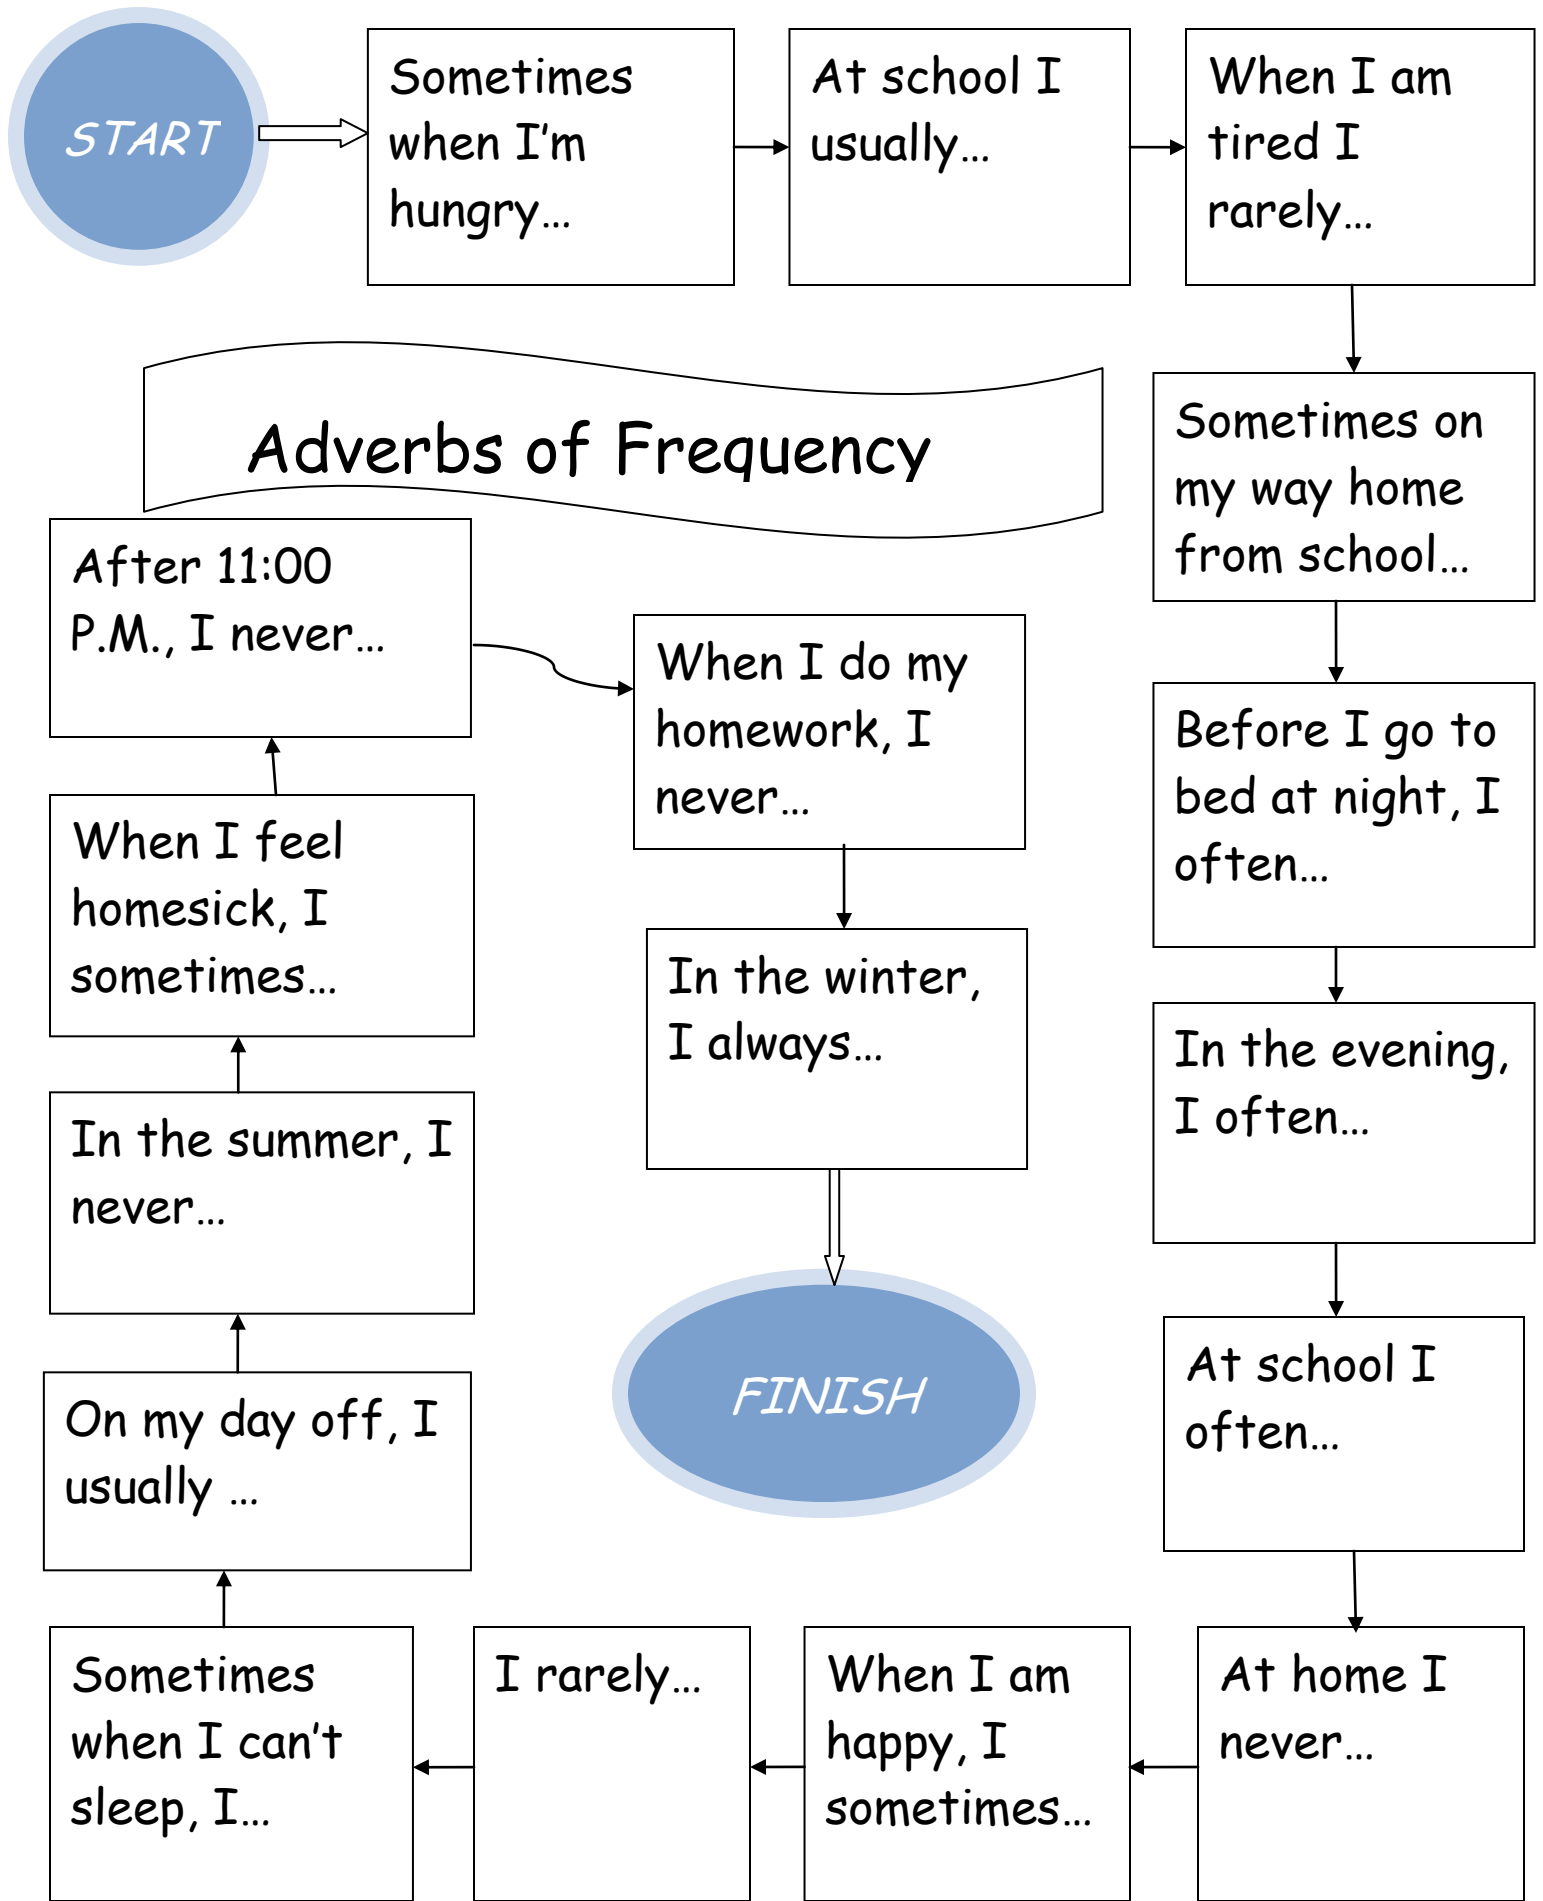 START
Sometimes
when I'm
hungry…
At school I
usually…
When I am
tired I
rarely…
Adverbs of Frequency
Sometimes on
my way home
from school…
Before I go to
bed at night, I
often…
In the evening,
I often…
At school I
often…
At home I
never…
When I am
happy, I
sometimes…
I rarely…
Sometimes
when I can't
sleep, I…
On my day off, I
usually …
In the summer, I
never…
When I feel
homesick, I
sometimes…
After 11:00
P.M., I never…
When I do my
homework, I
never…
In the winter,
I always…
FINISH